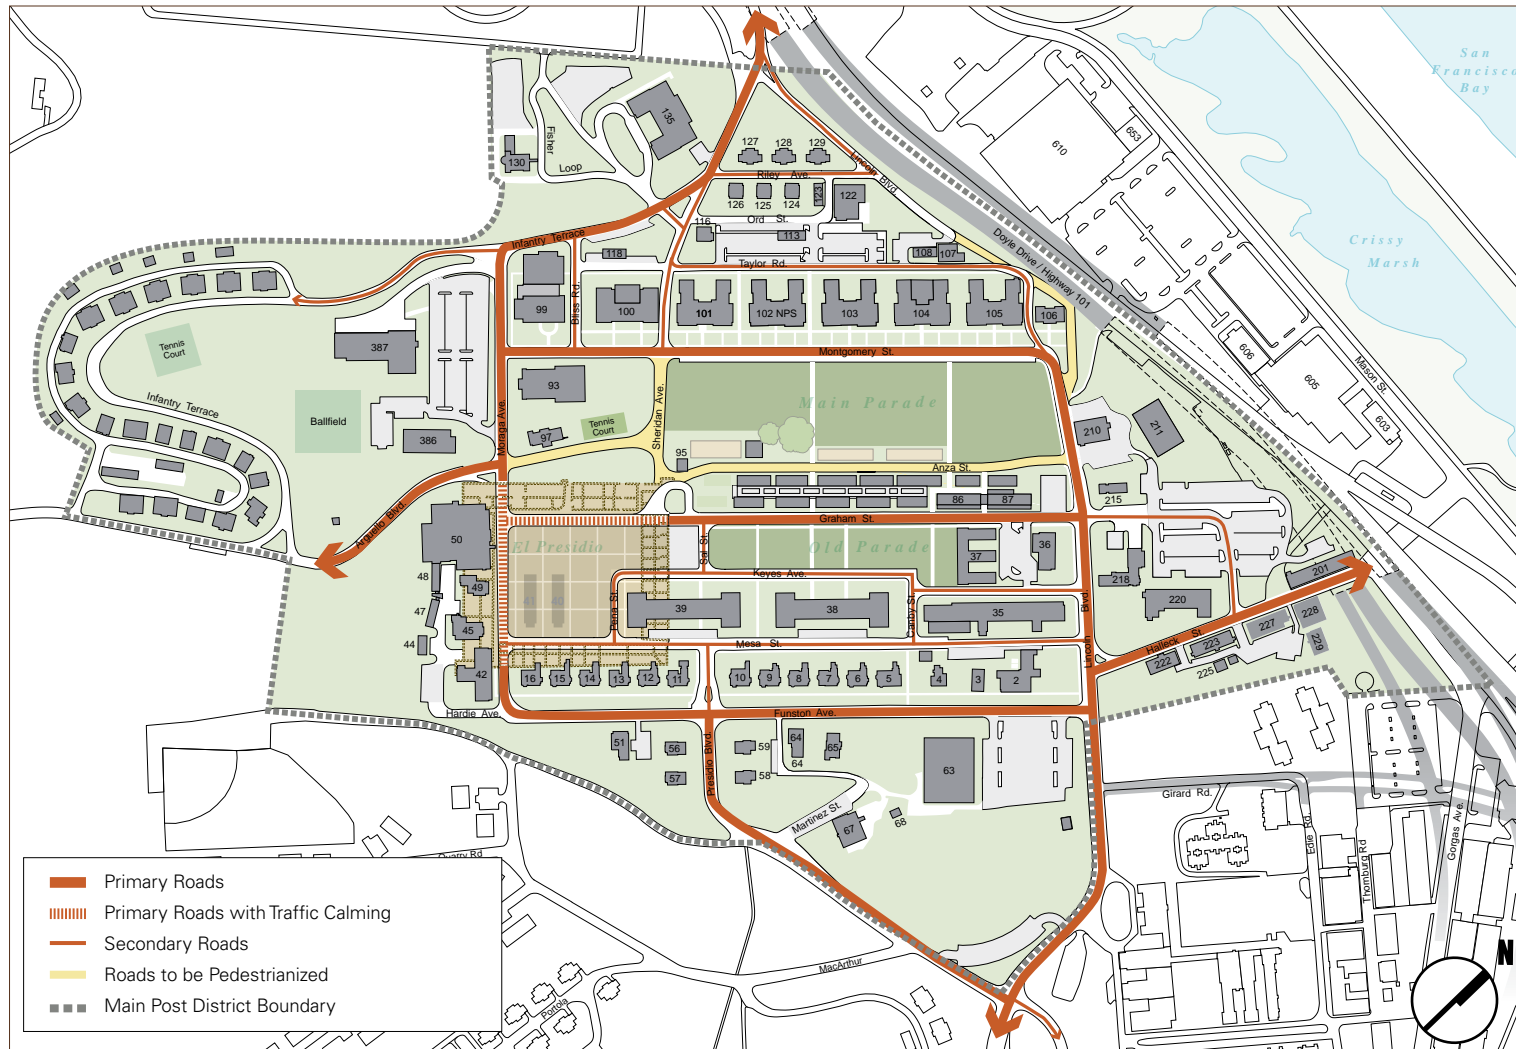 San
Francisco
Bay
Crissy
Marsh
653
610
135
Fisher
Loop
130
127
128
129
Lincoln Blvd.
Riley Ave.
126
125
124
123
122
Ord St.
116
113
Infantry Terrace
118
Taylor Rd.
108
107
Doyle Drive / Highway 101
99
Bliss Rd.
100
101
102 NPS
103
104
105
106
Mason St.
606
605
603
Tennis
Court
387
Montgomery St.
Infantry Terrace
93
Sheridan Ave.
Main Parade
Ballfield
386
Moraga Ave.
97
Tennis
Court
95
Anza St.
210
211
215
86
87
Graham St.
Arguello Blvd.
50
El Presidio
Sal St.
Old Parade
37
36
48
49
41
40
Pena St.
Keyes Ave.
39
38
Canby St.
35
Lincoln Blvd.
218
220
201
47
45
44
Mesa St.
Halleck St.
222
223
227
228
229
225
42
16
15
14
13
12
11
10
9
8
7
6
5
4
3
2
Hardie Ave.
Funston Ave.
51
56
57
Presidio Blvd.
59
58
64
64
65
63
Martinez St.
67
68
Girard Rd.
Edie Rd.
Thornburg Rd
Gorgas Ave.
Quarry Rd
MacArthur
Portola
N
Primary Roads
Primary Roads with Traffic Calming
Secondary Roads
Roads to be Pedestrianized
Main Post District Boundary